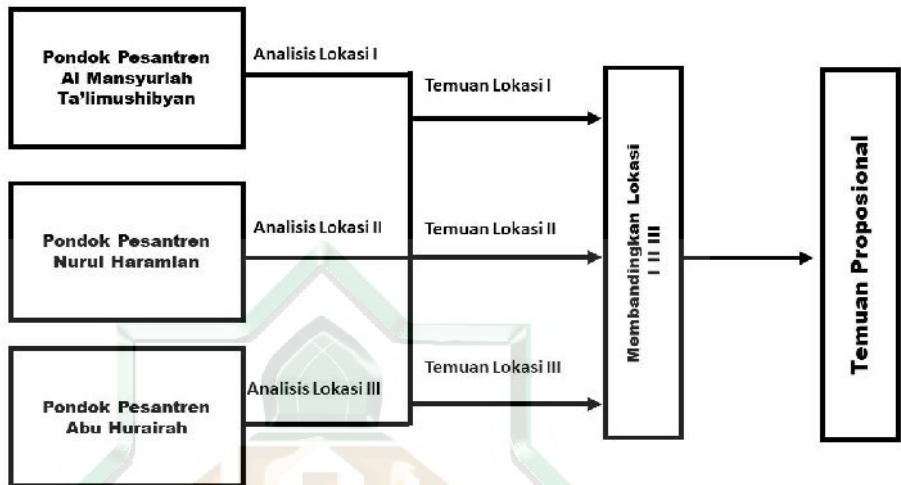 Pondok Pesantren
Al Mansyuriah
Ta'limushibyan
Analisis Lokasi I
Temuan Lokasi I
Pondok Pesantren
Nurul Haramian
Analisis Lokasi II
Temuan Lokasi II
Pondok Pesantren
Abu Hurairah
Analisis Lokasi III
Temuan Lokasi III
Membandingkan Lokasi
I II III
Temuan Proposional